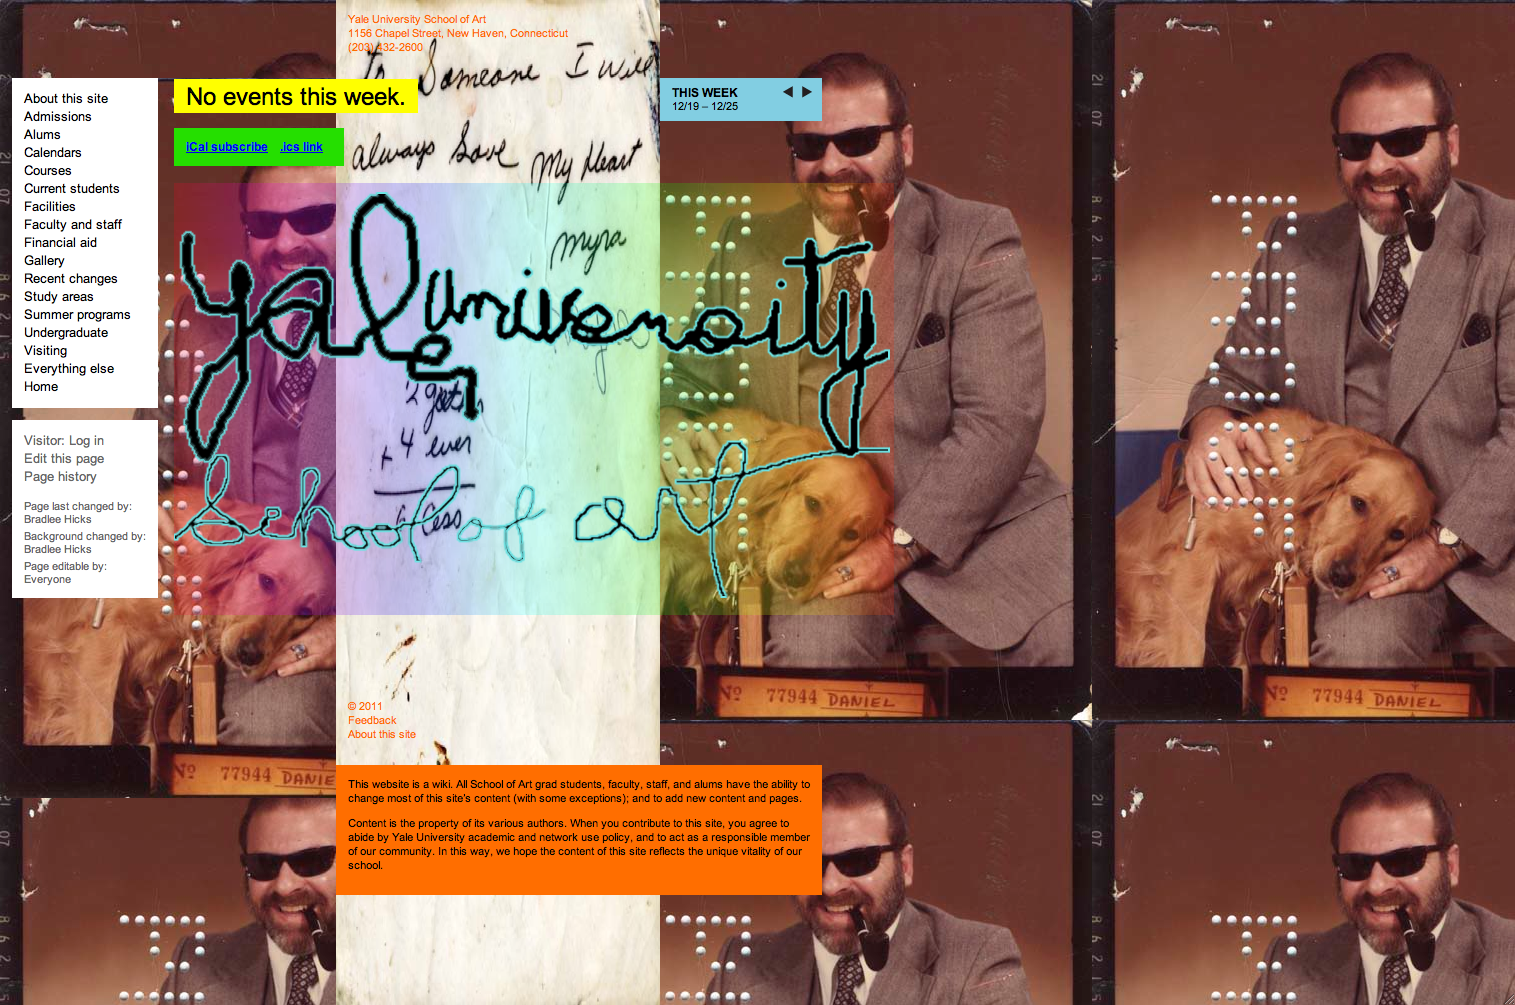 Yale University School of Art
1156 Chapel Street, New Haven, Connecticut
(203) 432-2600
to Someone I will
always Save My Heart
myra
About this site
Admissions
Alums
Calendars
Courses
Current students
Facilities
Faculty and staff
Financial aid
Gallery
Recent changes
Study areas
Summer programs
Undergraduate
Visiting
Everything else
Home
No events this week.
iCal subscribe .ics link
THIS WEEK
12/19 – 12/25
Yale University
School of art
+ 4 ever
Visitor: Log in
Edit this page
Page history
Page last changed by:
Bradlee Hicks
Background changed by:
Bradlee Hicks
Page editable by:
Everyone
Nº 77944 DANIEL
Nº 77944 DANIEL
Nº 77944 DANIE
© 2011
Feedback
About this site
This website is a wiki. All School of Art grad students, faculty, staff, and alums have the ability to
change most of this site's content (with some exceptions); and to add new content and pages.
Content is the property of its various authors. When you contribute to this site, you agree to
abide by Yale University academic and network use policy, and to act as a responsible member
of our community. In this way, we hope the content of this site reflects the unique vitality of our
school.